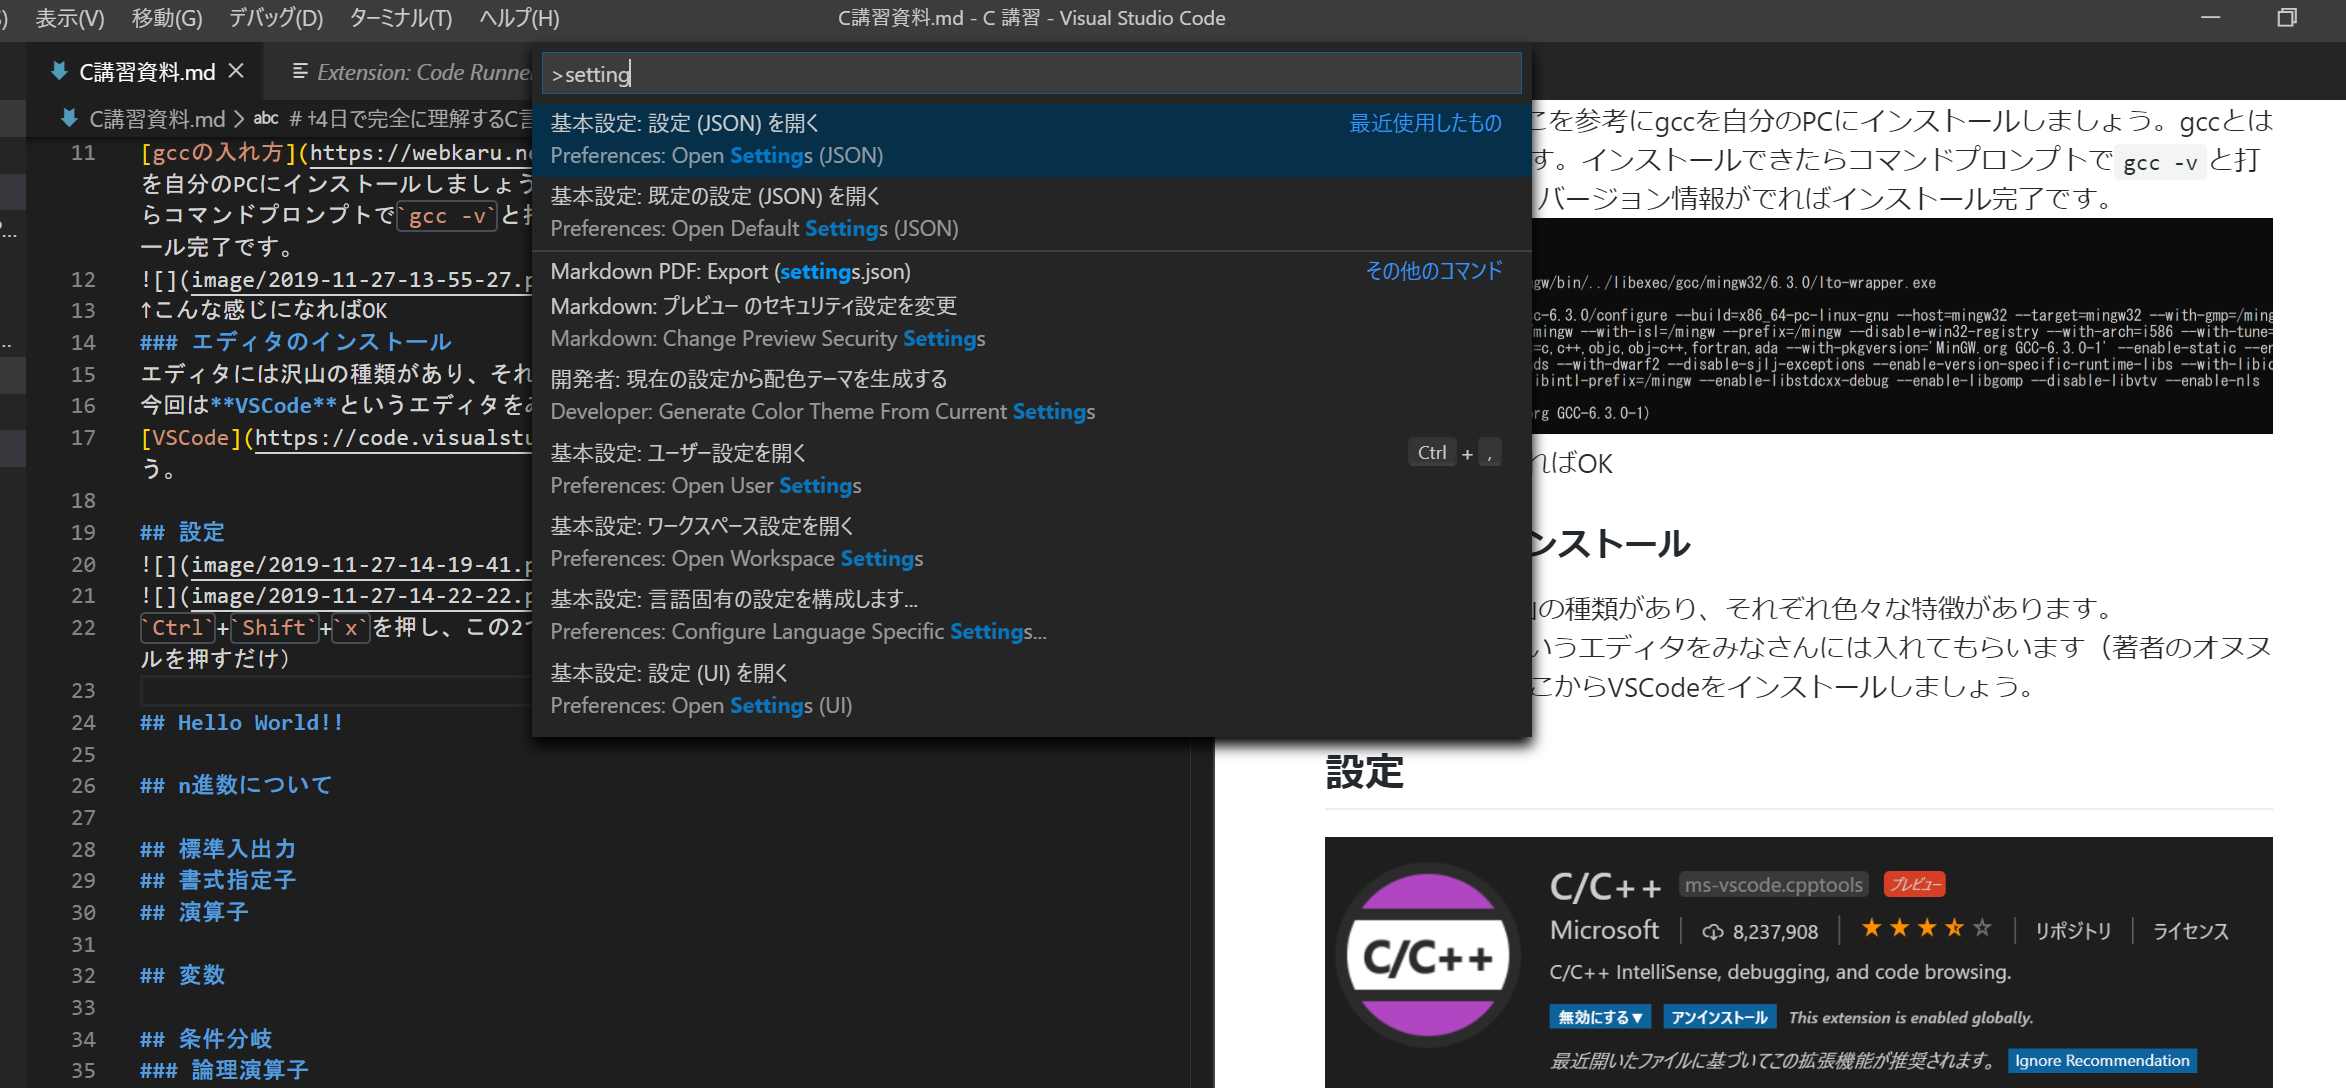 表示(V) 移動(G) デバッグ(D) ターミナル(T) ヘルプ(H)
C講習資料.md - C 講習 - Visual Studio Code
C講習資料.md
Extension: Code Runne
C講習資料.md > abc #
4日で完全に理解するC言
>setting
基本設定: 設定 (JSON) を開く
最近使用したもの
Preferences: Open Settings (JSON)
基本設定: 既定の設定 (JSON) を開く
Preferences: Open Default Settings (JSON)
Markdown PDF: Export (settings.json)
その他のコマンド
Markdown: プレビュー のセキュリティ設定を変更
Markdown: Change Preview Security Settings
開発者: 現在の設定から配色テーマを生成する
Developer: Generate Color Theme From Current Settings
基本設定: ユーザー設定を開く
Ctrl + ,
Preferences: Open User Settings
基本設定: ワークスペース設定を開く
Preferences: Open Workspace Settings
基本設定: 言語固有の設定を構成します...
Preferences: Configure Language Specific Settings...
基本設定: 設定 (UI) を開く
Preferences: Open Settings (UI)
11 [gccの入れ方](https://webkaru.ne
を自分のPCにインストールしましょう
らコマンドプロンプトで`gcc -v`と打
ール完了です。
12 ![](image/2019-11-27-13-55-27.p
13 ↑こんな感じになればOK
14 ### エディタのインストール
15 エディタには沢山の種類があり、それ
16 今回は**VSCode**というエディタをみ
17 [VSCode](https://code.visualstu
う。
18
19 ## 設定
20 ![](image/2019-11-27-14-19-41.p
21 ![](image/2019-11-27-14-22-22.p
22 `Ctrl`+`Shift`+`x`を押し、この2つ
ルを押すだけ)
23
24 ## Hello World!!
25
26 ## n進数について
27
28 ## 標準入出力
29 ## 書式指定子
30 ## 演算子
31
32 ## 変数
33
34 ## 条件分岐
35 ### 論理演算子
こを参考にgccを自分のPCにインストールしましょう。gccとは
す。インストールできたらコマンドプロンプトでgcc -vと打
バージョン情報がでればインストール完了です。
gw/bin/../libexec/gcc/mingw32/6.3.0/lto-wrapper.exe
c-6.3.0/configure --build=x86_64-pc-linux-gnu --host=mingw32 --target=mingw32 --with-gmp=/ming
mingw --with-isl=/mingw --prefix=/mingw --disable-win32-registry --with-arch=i586 --with-tune=
=c,c++,objc,obj-c++,fortran,ada --with-pkgversion='MinGW.org GCC-6.3.0-1' --enable-static --en
ds --with-dwarf2 --disable-sjlj-exceptions --enable-version-specific-runtime-libs --with-libic
ibintl-prefix=/mingw --enable-libstdcxx-debug --enable-libgomp --disable-libvtv --enable-nls
rg GCC-6.3.0-1)
ればOK
ンストール
山の種類があり、それぞれ色々な特徴があります。
いうエディタをみなさんには入れてもらいます（著者のオヌヌ
こからVSCodeをインストールしましょう。
設定
C/C++
C/C++ ms-vscode.cpptools プレビュー
Microsoft 8,237,908 リポジトリ ライセンス
C/C++ IntelliSense, debugging, and code browsing.
無効にする▼ アンインストール This extension is enabled globally.
最近開いたファイルに基づいてこの拡張機能が推奨されます。 Ignore Recommendation